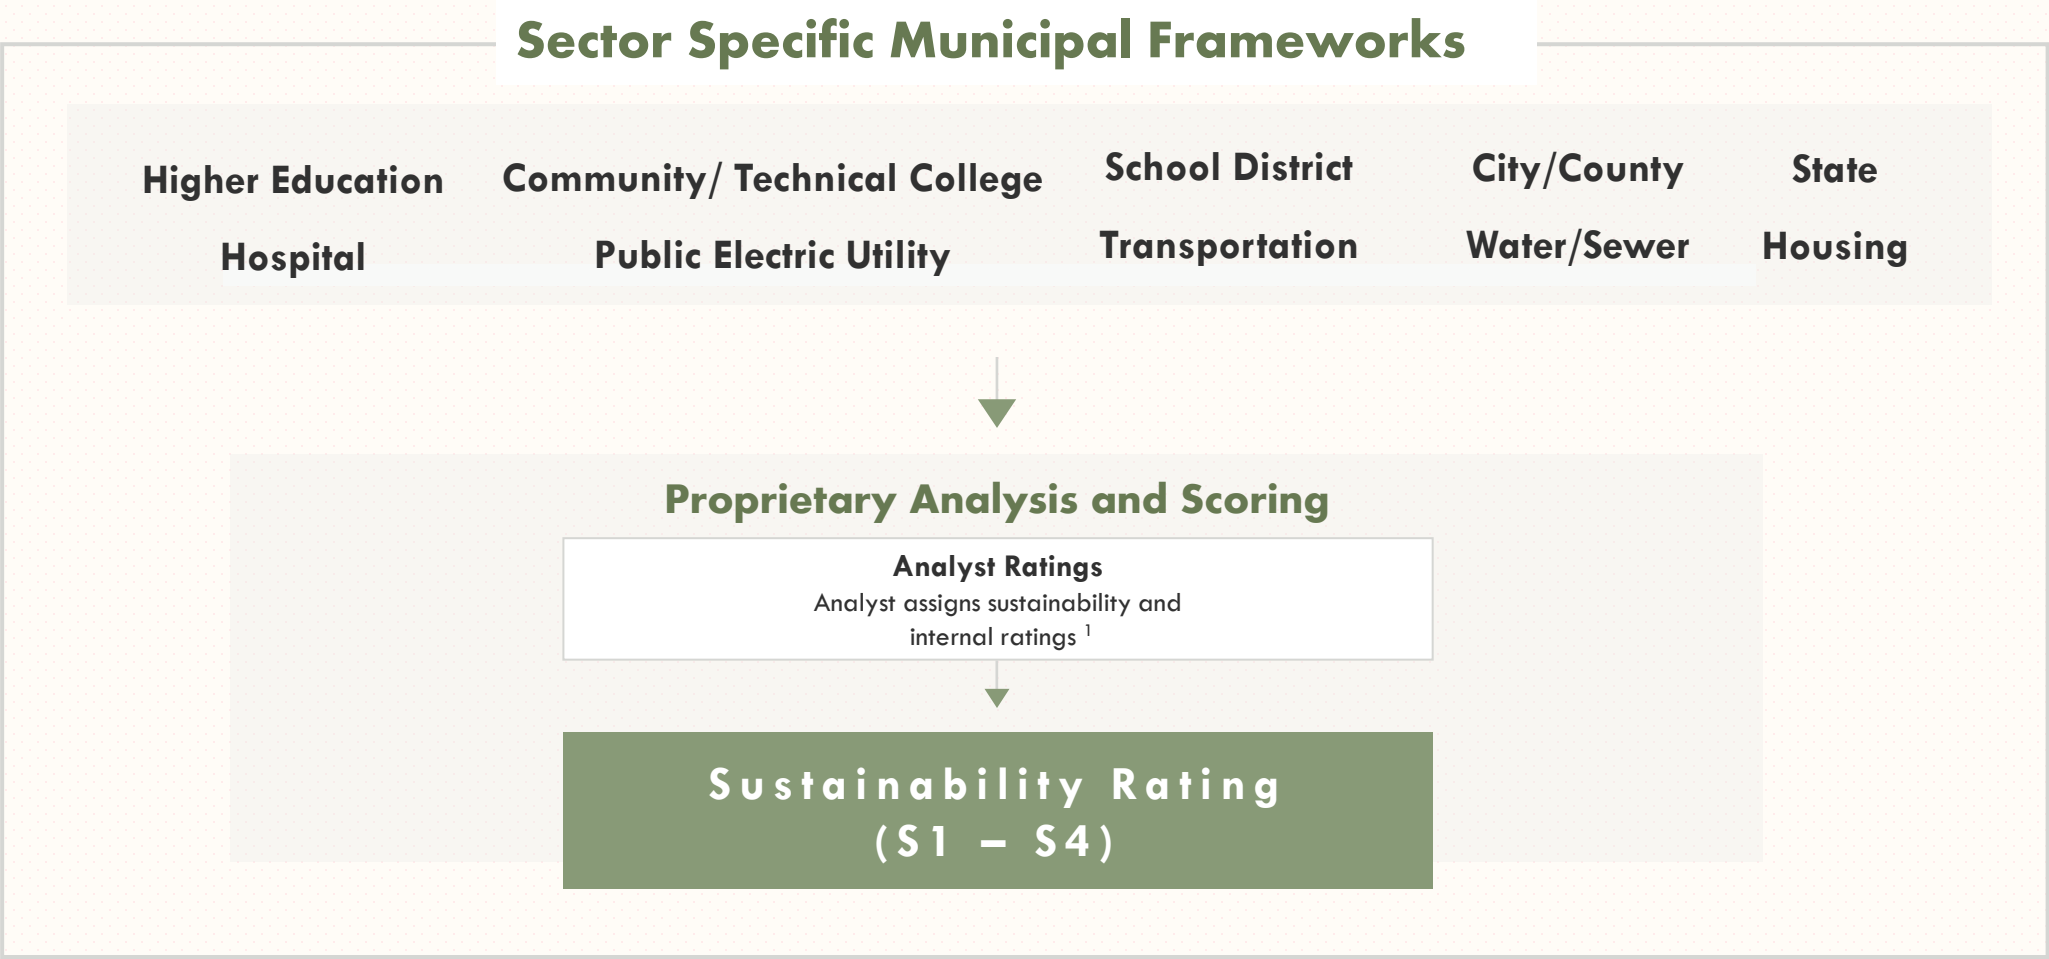 Sector Specific Municipal Frameworks
Higher Education
Community/ Technical College
School District
City/County
State
Hospital
Public Electric Utility
Transportation
Water/Sewer
Housing
Proprietary Analysis and Scoring
Analyst Ratings
Analyst assigns sustainability and
internal ratings 1
Sustainability Rating
(S1 – S4)